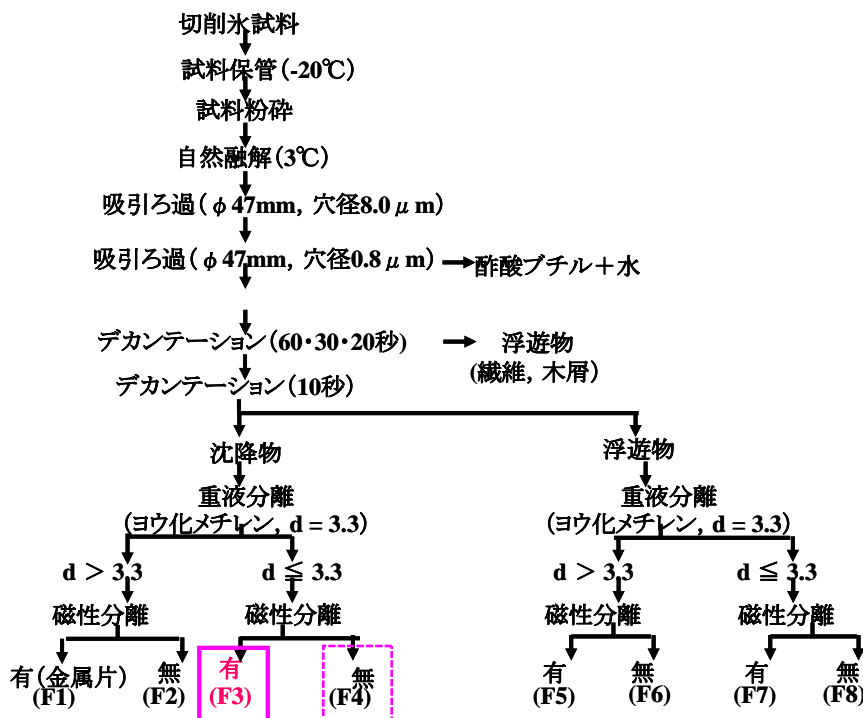 切削氷試料
試料保管(-20℃)
試料粉砕
自然融解(3℃)
吸引ろ過(φ47mm, 穴径8.0μm)
吸引ろ過(φ47mm, 穴径0.8μm)
酢酸ブチル＋水
デカンテーション(60・30・20秒)
浮遊物
(繊維, 木屑)
デカンテーション(10秒)
沈降物
浮遊物
重液分離
(ヨウ化メチレン, d = 3.3)
重液分離
(ヨウ化メチレン, d = 3.3)
d > 3.3
d ≦ 3.3
d > 3.3
d ≦ 3.3
磁性分離
磁性分離
磁性分離
磁性分離
有(金属片)
(F1)
無
(F2)
有
(F3)
無
(F4)
有
(F5)
無
(F6)
有
(F7)
無
(F8)